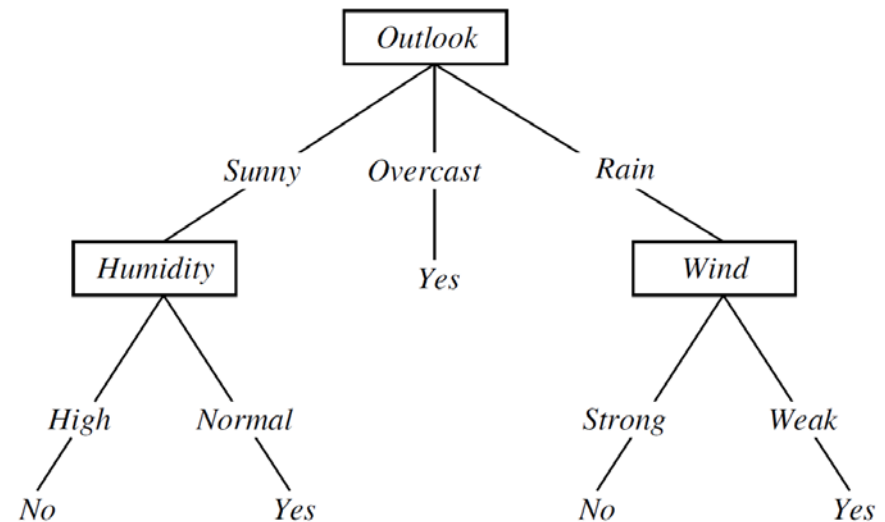 Outlook
Sunny Overcast Rain
Humidity Yes Wind
High Normal Strong Weak
No Yes No Yes